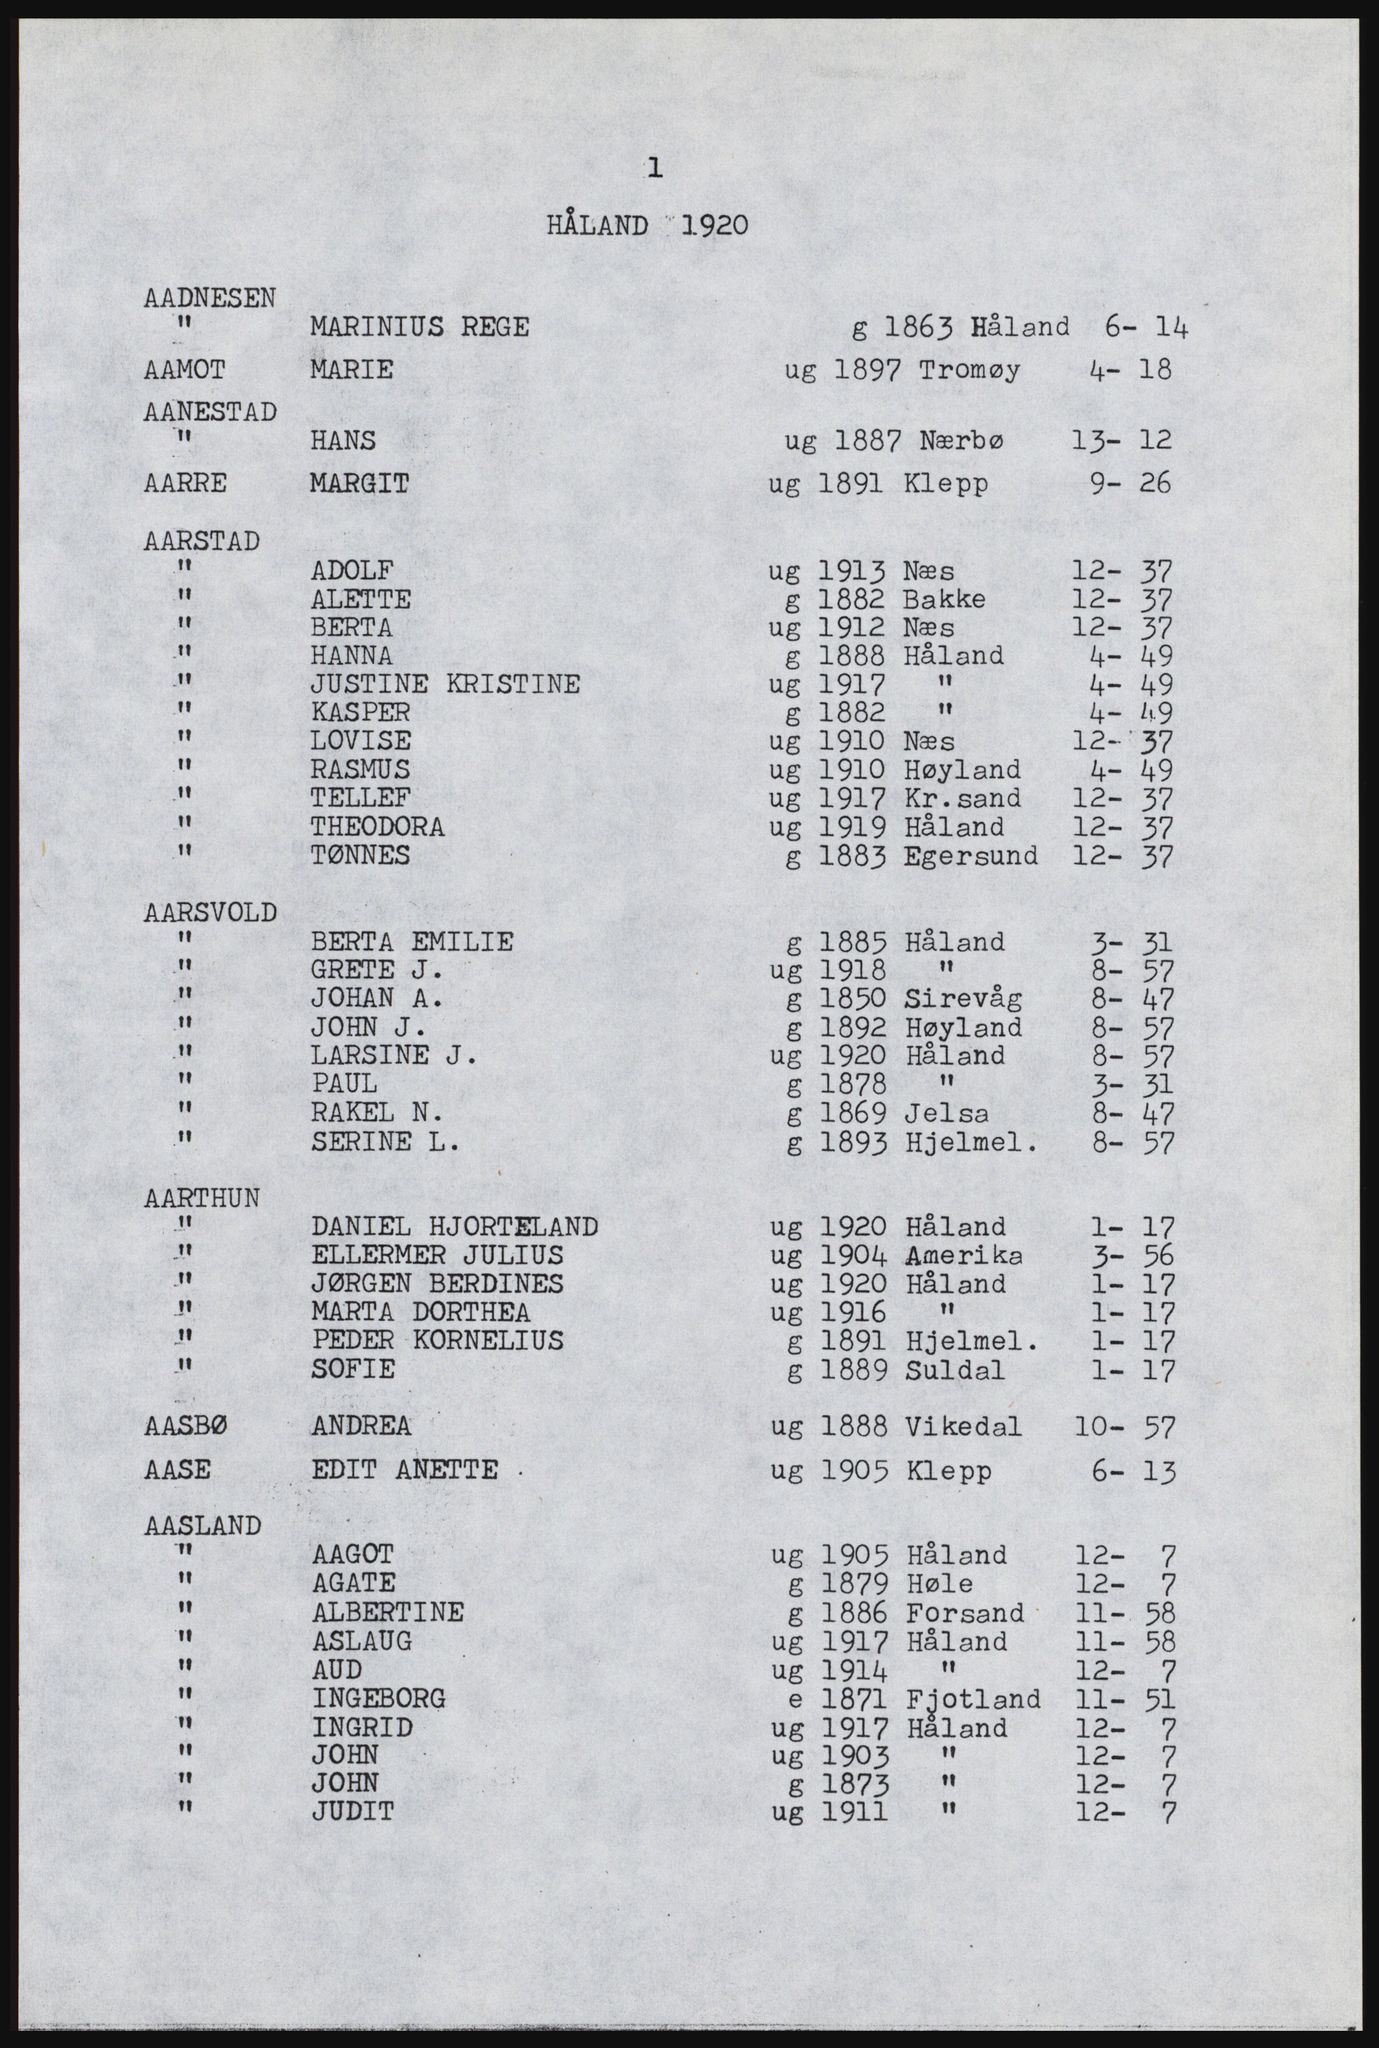 1
HÅLAND 1920
AADNESEN
" MARINIUS REGE g 1863 Håland 6- 14
AAMOT MARIE ug 1897 Tromøy 4- 18
AANESTAD
" HANS ug 1887 Nærbø 13- 12
AARRE MARGIT ug 1891 Klepp 9- 26
AARSTAD
" ADOLF ug 1913 Næs 12- 37
" ALETTE g 1882 Bakke 12- 37
" BERTA ug 1912 Næs 12- 37
" HANNA g 1888 Håland 4- 49
" JUSTINE KRISTINE ug 1917 " 4- 49
" KASPER g 1882 " 4- 49
" LOVISE ug 1910 Næs 12- 37
" RASMUS ug 1910 Høyland 4- 49
" TELLEF ug 1917 Kr.sand 12- 37
" THEODORA ug 1919 Håland 12- 37
" TØNNES g 1883 Egersund 12- 37
AARSVOLD
" BERTA EMILIE g 1885 Håland 3- 31
" GRETE J. ug 1918 " 8- 57
" JOHAN A. g 1850 Sirevåg 8- 47
" JOHN J. g 1892 Høyland 8- 57
" LARSINE J. ug 1920 Håland 8- 57
" PAUL g 1878 " 3- 31
" RAKEL N. g 1869 Jelsa 8- 47
" SERINE L. g 1893 Hjelmel. 8- 57
AARTHUN
" DANIEL HJORTELAND ug 1920 Håland 1- 17
" ELLERMER JULIUS ug 1904 Amerika 3- 56
" JØRGEN BERDINES ug 1920 Håland 1- 17
" MARTA DORTHEA ug 1916 " 1- 17
" PEDER KORNELIUS g 1891 Hjelmel. 1- 17
" SOFIE g 1889 Suldal 1- 17
AASBØ ANDREA ug 1888 Vikedal 10- 57
AASE EDIT ANETTE ug 1905 Klepp 6- 13
AASLAND
" AAGOT ug 1905 Håland 12- 7
" AGATE g 1879 Høle 12- 7
" ALBERTINE g 1886 Forsand 11- 58
" ASLAUG ug 1917 Håland 11- 58
" AUD ug 1914 " 12- 7
" INGEBORG e 1871 Fjotland 11- 51
" INGRID ug 1917 Håland 12- 7
" JOHN ug 1903 " 12- 7
" JOHN g 1873 " 12- 7
" JUDIT ug 1911 " 12- 7